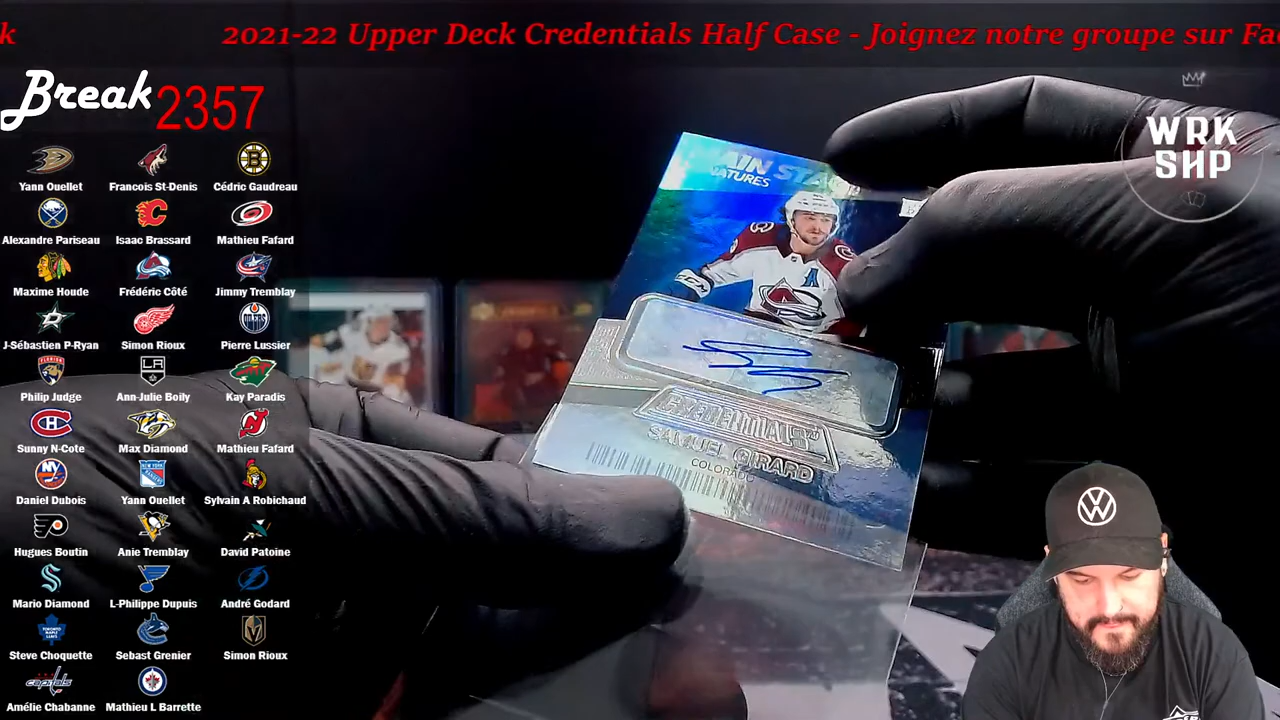 k 2021-22 Upper Deck Credentials Half Case - Joignez notre groupe sur Fac
Break 2357
WRK
SHP
Yann Ouellet Francois St-Denis Cédric Gaudreau
Alexandre Pariseau Isaac Brassard Mathieu Fafard
Maxime Houde Frédéric Côté Jimmy Tremblay
J-Sébastien P-Ryan Simon Rioux Pierre Lussier
Philip Judge Ann-Julie Boily Kay Paradis
Sunny N-Cote Max Diamond Mathieu Fafard
Daniel Dubois Yann Ouellet Sylvain A Robichaud
Hugues Boutin Anie Tremblay David Patoine
Mario Diamond L-Philippe Dupuis André Godard
Steve Choquette Sebast Grenier Simon Rioux
Amélie Chabanne Mathieu L Barrette
AIN STA
NATURES
CREDENTIALS
SAMUEL GIRARD
COLORADO